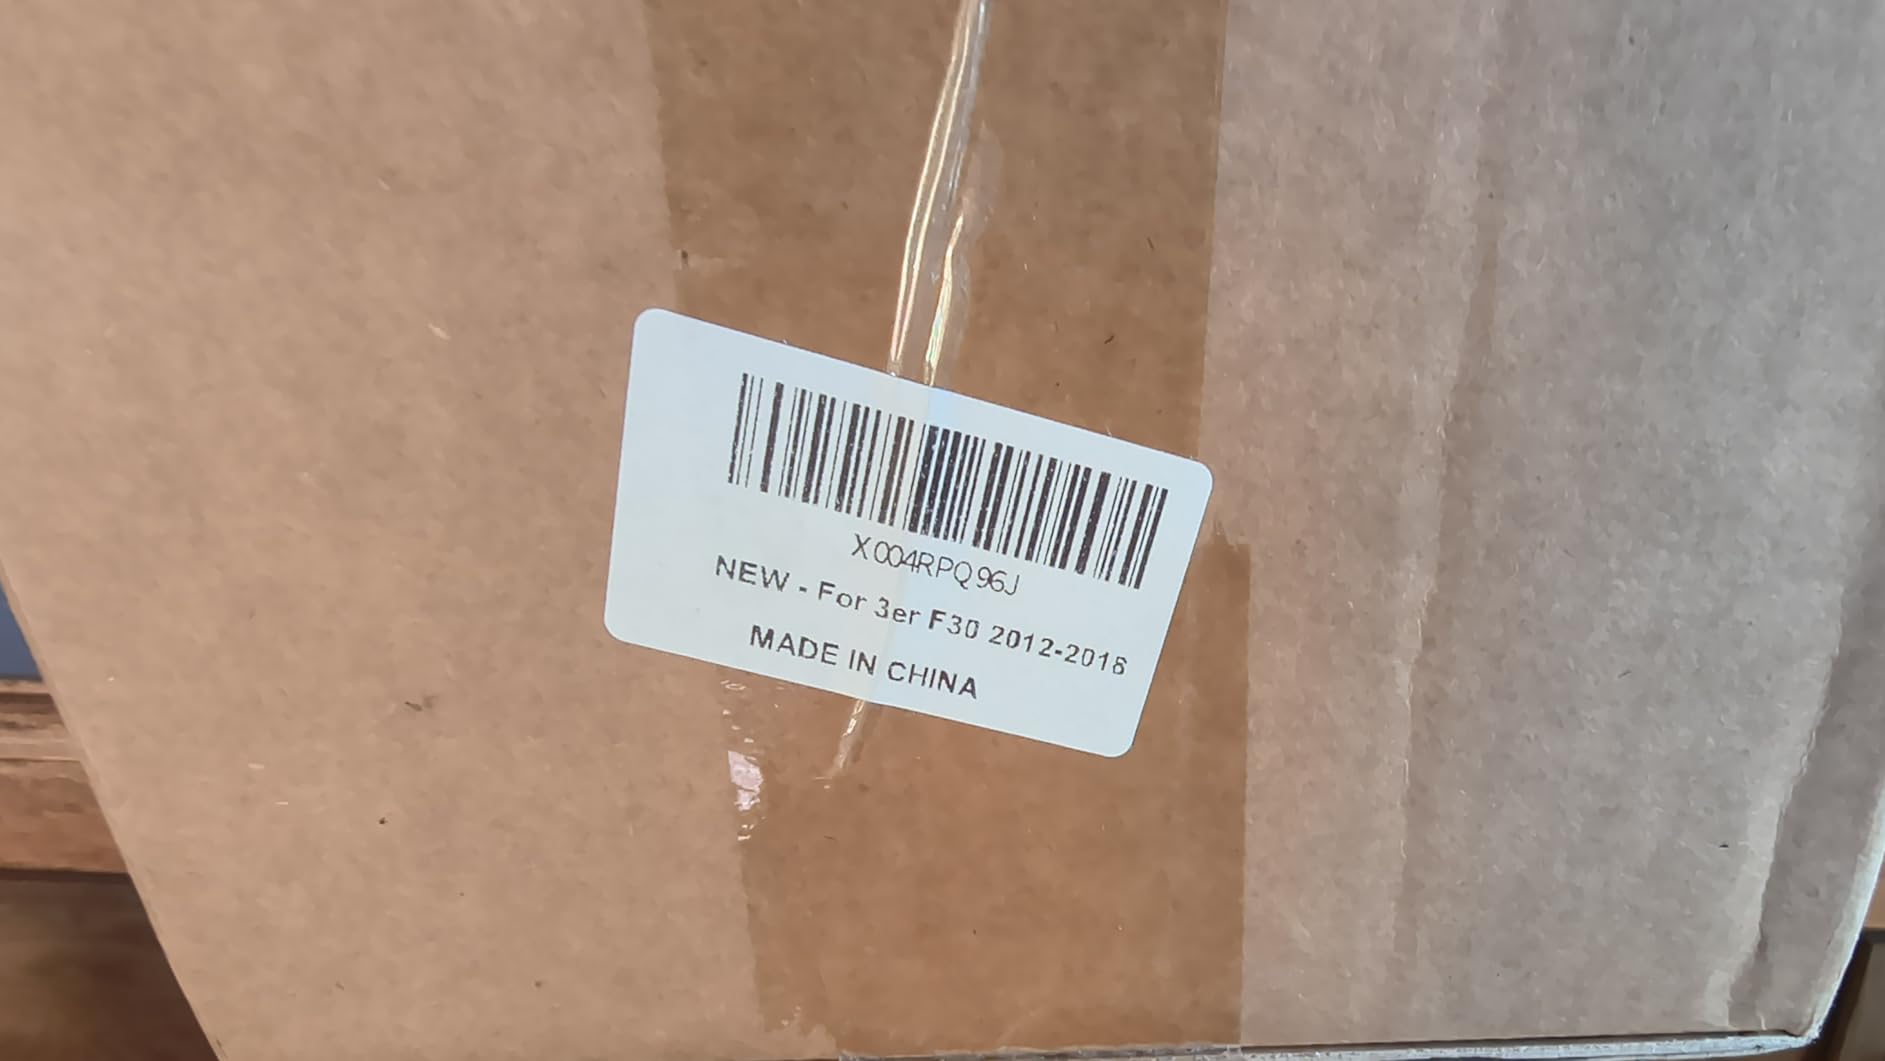 X004RPQ96J
NEW - For 3er F30 2012-2018
MADE IN CHINA